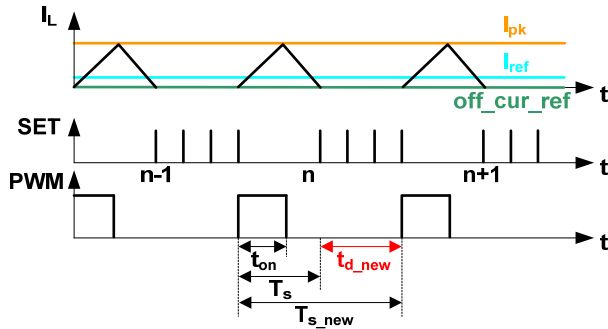 I_L
I_pk
I_ref
off_cur_ref
t
SET
n-1
n
n+1
t
PWM
t
t_on
t_d_new
T_s
T_s_new